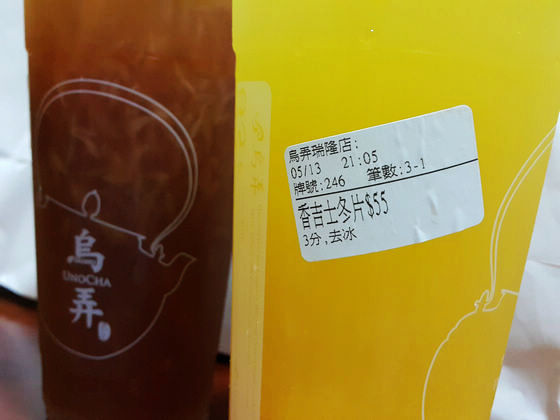 烏弄瑞隆店:
05/13 21:05
牌號:246 筆數:3-1
香吉士冬片$55
3分,去冰
烏
UNOCHA
弄